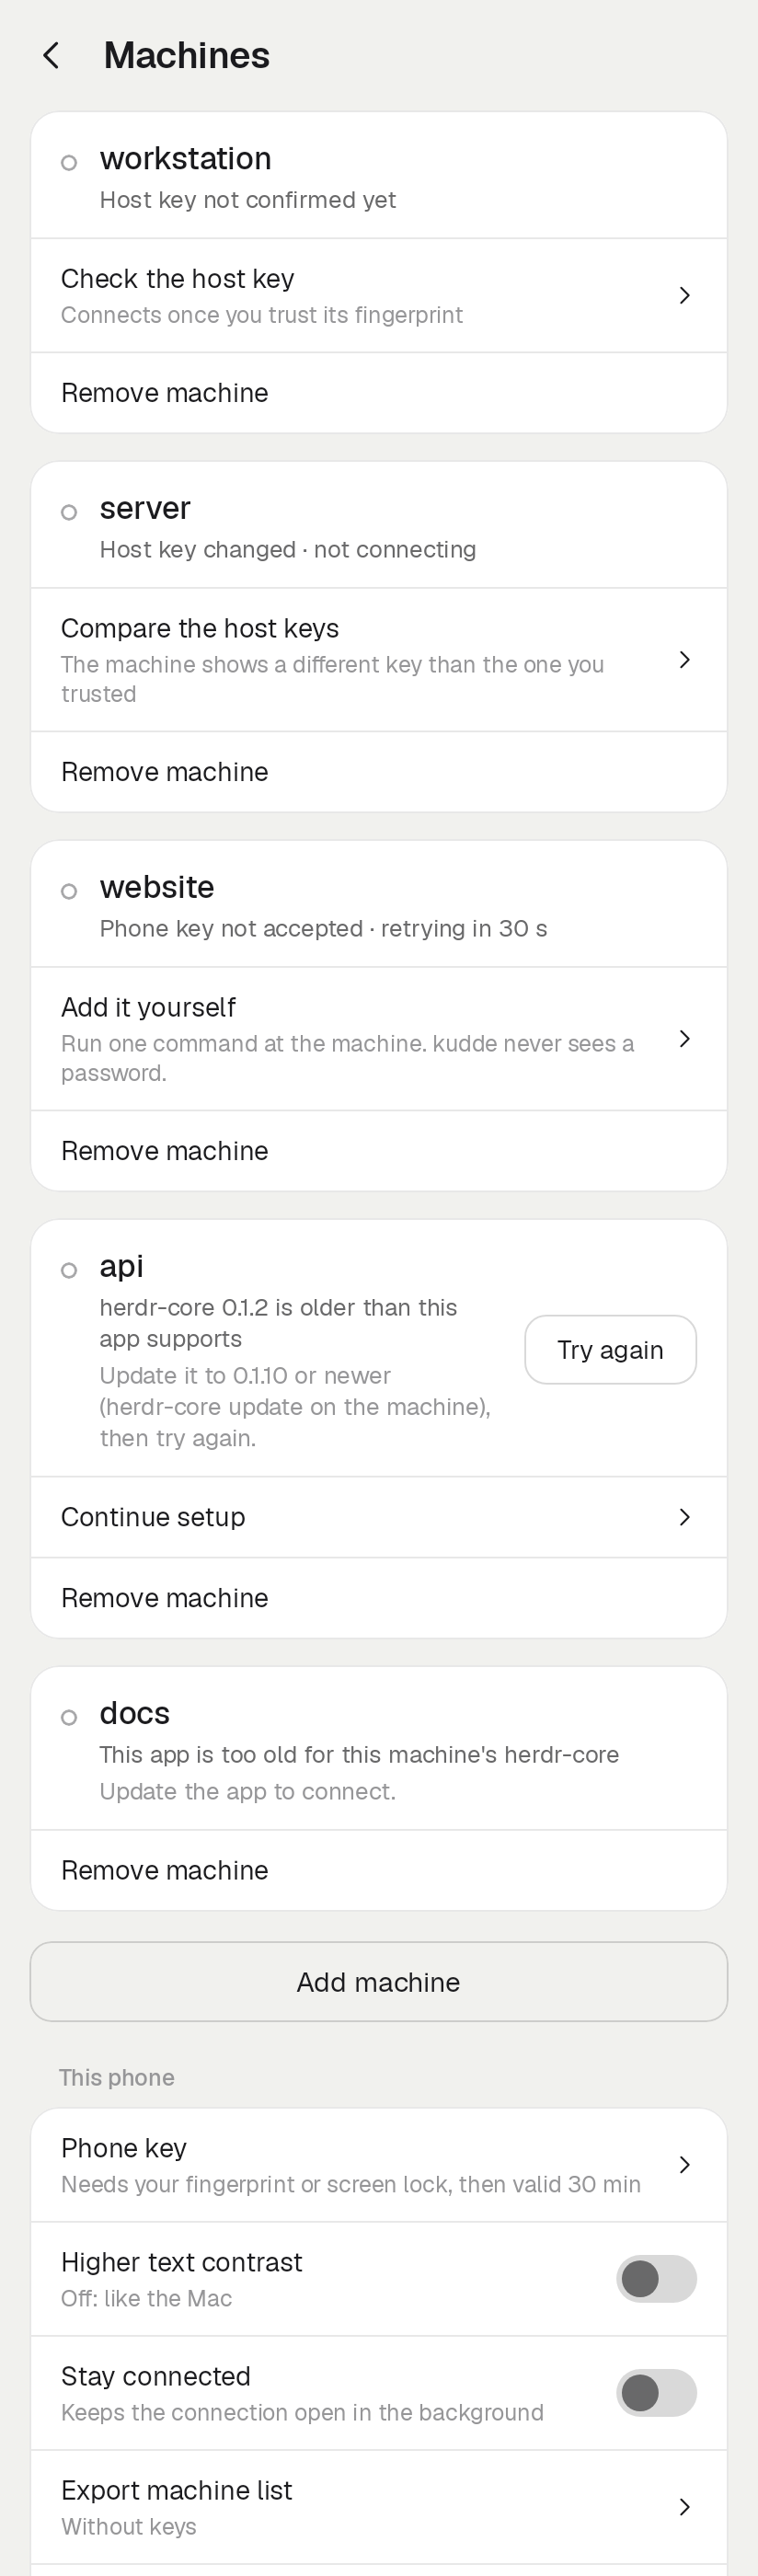 Machines
workstation
Host key not confirmed yet
Check the host key
Connects once you trust its fingerprint
Remove machine
server
Host key changed · not connecting
Compare the host keys
The machine shows a different key than the one you
trusted
Remove machine
website
Phone key not accepted · retrying in 30 s
Add it yourself
Run one command at the machine. kudde never sees a
password.
Remove machine
api
herdr-core 0.1.2 is older than this
app supports
Update it to 0.1.10 or newer
(herdr-core update on the machine),
then try again.
Try again
Continue setup
Remove machine
docs
This app is too old for this machine's herdr-core
Update the app to connect.
Remove machine
Add machine
This phone
Phone key
Needs your fingerprint or screen lock, then valid 30 min
Higher text contrast
Off: like the Mac
Stay connected
Keeps the connection open in the background
Export machine list
Without keys